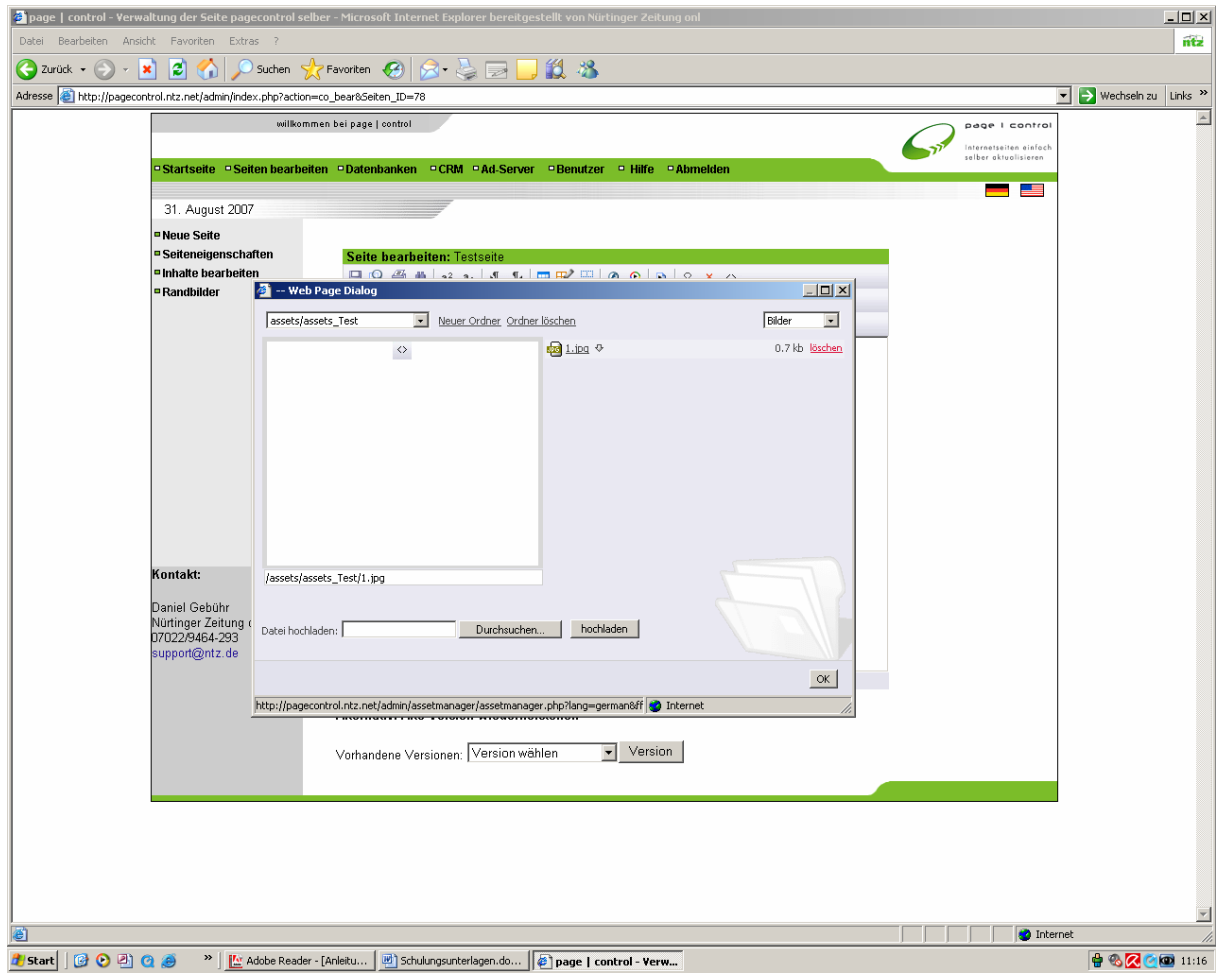 page | control - Verwaltung der Seite pagecontrol selber - Microsoft Internet Explorer bereitgestellt von Nürtinger Zeitung onl
Datei Bearbeiten Ansicht Favoriten Extras ?
ntz
Zurück Suchen Favoriten
Adresse http://pagecontrol.ntz.net/admin/index.php?action=co_bear&Seiten_ID=78 Wechseln zu Links »
willkommen bei page | control
page | control
Internetseiten einfach
selber aktualisieren
Startseite Seiten bearbeiten Datenbanken CRM Ad-Server Benutzer Hilfe Abmelden
31. August 2007
Neue Seite
Seiteneigenschaften
Inhalte bearbeiten
Randbilder
Seite bearbeiten: Testseite
-- Web Page Dialog
assets/assets_Test Neuer Ordner Ordner löschen Bilder
<> 1.jpg 0.7 kb löschen
/assets/assets_Test/1.jpg
Datei hochladen: Durchsuchen... hochladen
OK
http://pagecontrol.ntz.net/admin/assetmanager/assetmanager.php?lang=german&ff Internet
Kontakt:
Daniel Gebühr
Nürtinger Zeitung
07022/9464-293
support@ntz.de
Vorhandene Versionen: Version wählen Version
Internet
Start » Adobe Reader - [Anleitu... Schulungsunterlagen.do... page | control - Verw... 11:16